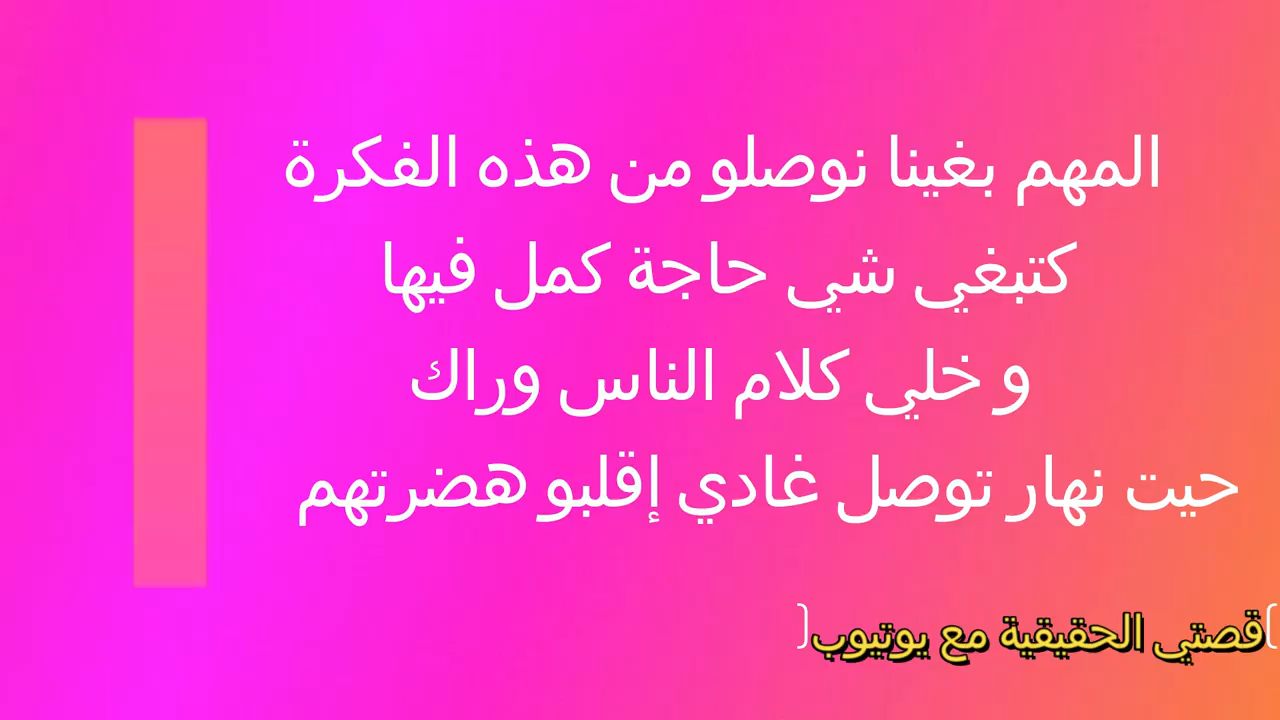 المهم بغينا نوصلو من هذه الفكرة
كتبغي شي حاجة كمل فيها
و خلي كلام الناس وراك
حيت نهار توصل غادي إقلبو هضرتهم
(قصتي الحقيقية مع يوتيوب)